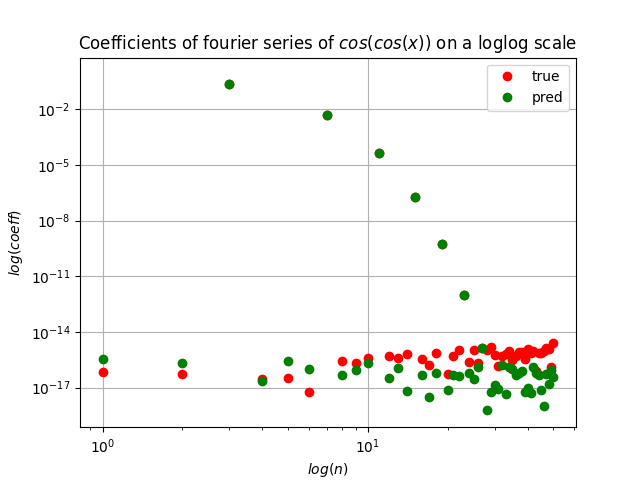 Coefficients of fourier series of cos(cos(x)) on a loglog scale
true
pred
10⁻²
10⁻⁵
10⁻⁸
10⁻¹¹
10⁻¹⁴
10⁻¹⁷
log(coeff)
10⁰
10¹
log(n)